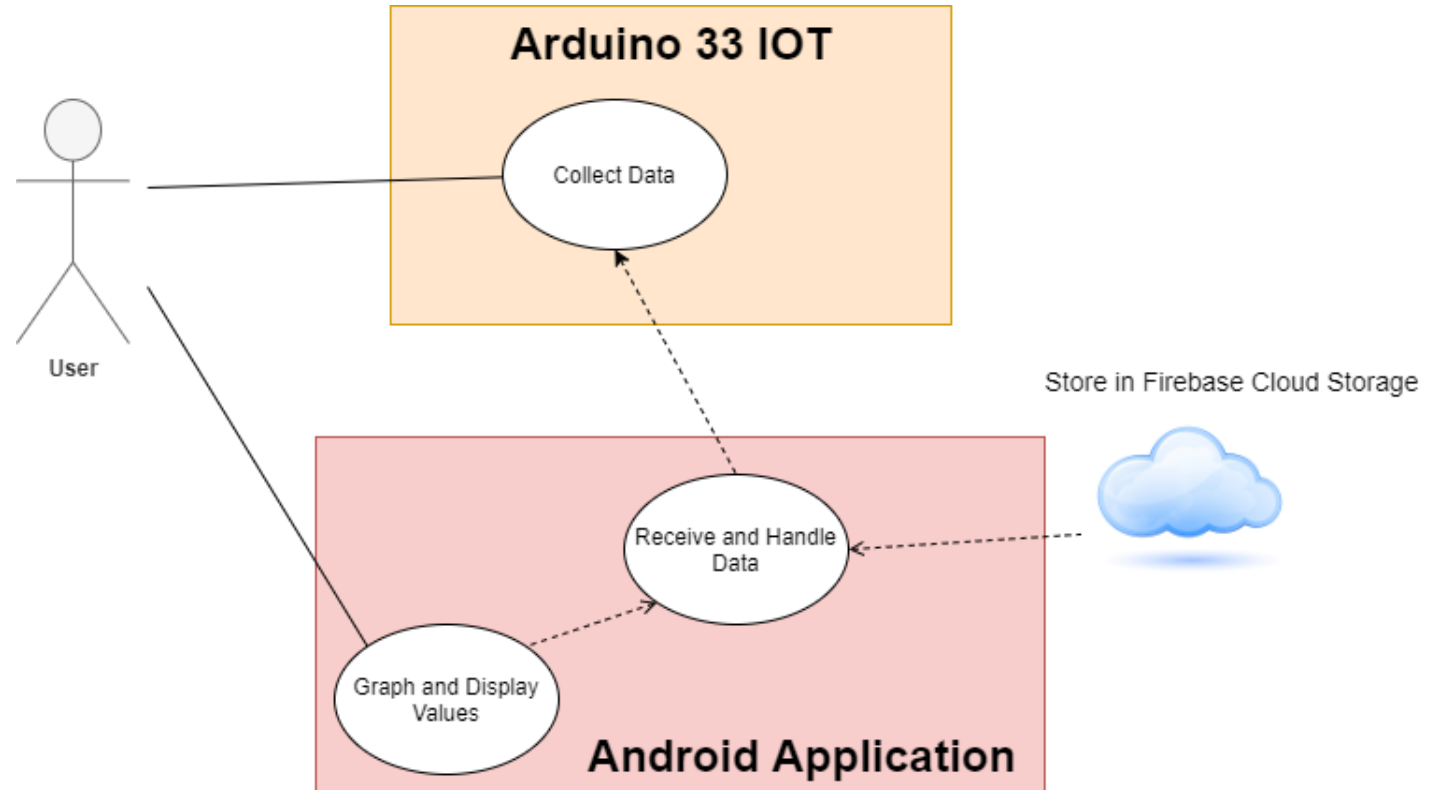 Arduino 33 IOT
Collect Data
User
Store in Firebase Cloud Storage
Receive and Handle
Data
Graph and Display
Values
Android Application